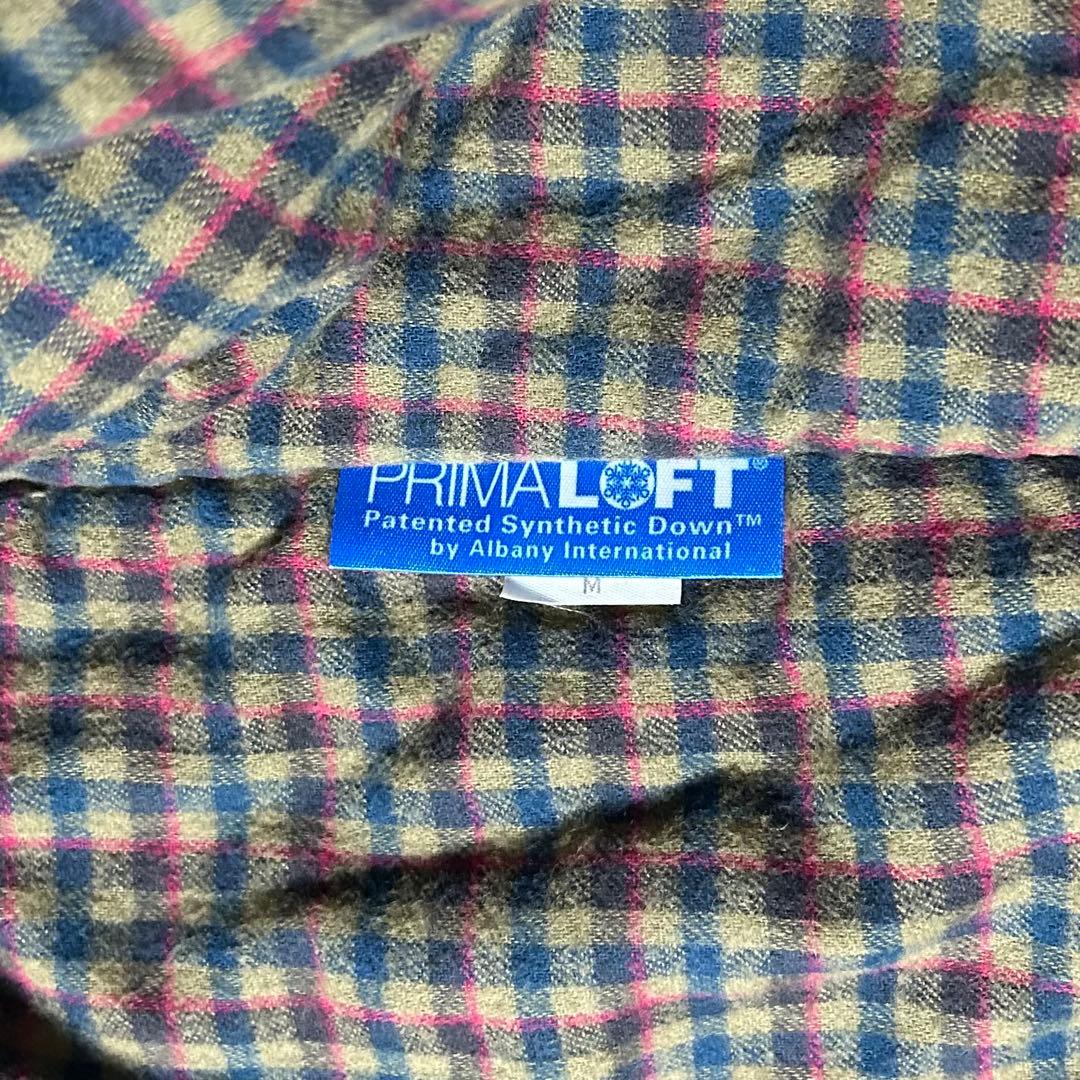 PRIMALOFT®
Patented Synthetic Down™
by Albany International
M